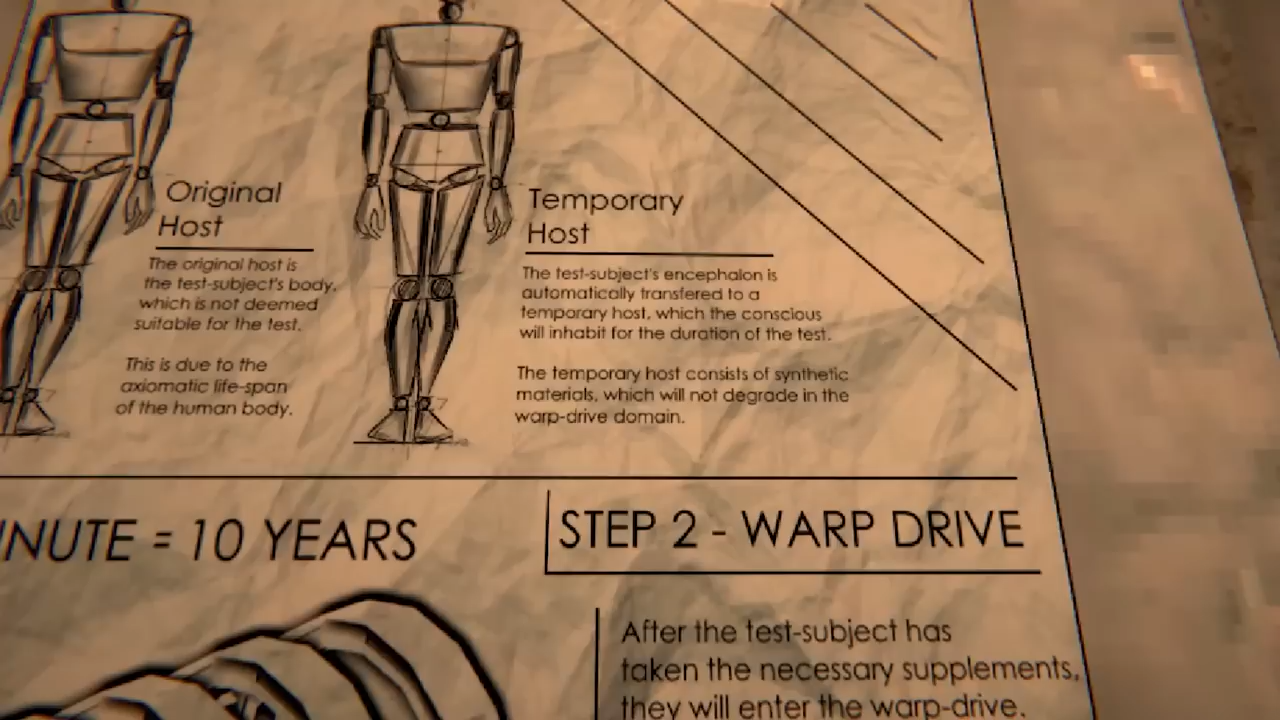 Original
Host
The original host is
the test-subject's body,
which is not deemed
suitable for the test.
This is due to the
axiomatic life-span
of the human body.
Temporary
Host
The test-subject's encephalon is
automatically transfered to a
temporary host, which the conscious
will inhabit for the duration of the test.
The temporary host consists of synthetic
materials, which will not degrade in the
warp-drive domain.
= 10 YEARS
STEP 2 - WARP DRIVE
After the test-subject has
taken the necessary supplements,
they will enter the warp-drive.